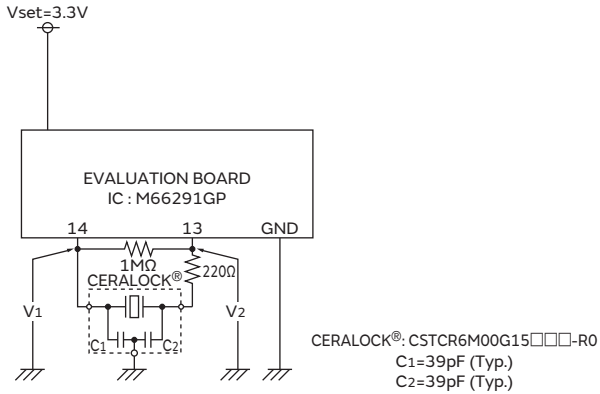 Vset=3.3V
EVALUATION BOARD
IC : M66291GP
14 13 GND
1MΩ
220Ω
CERALOCK®
V1 V2
C1 C2
CERALOCK®: CSTCR6M00G15□□□-R0
C1=39pF (Typ.)
C2=39pF (Typ.)